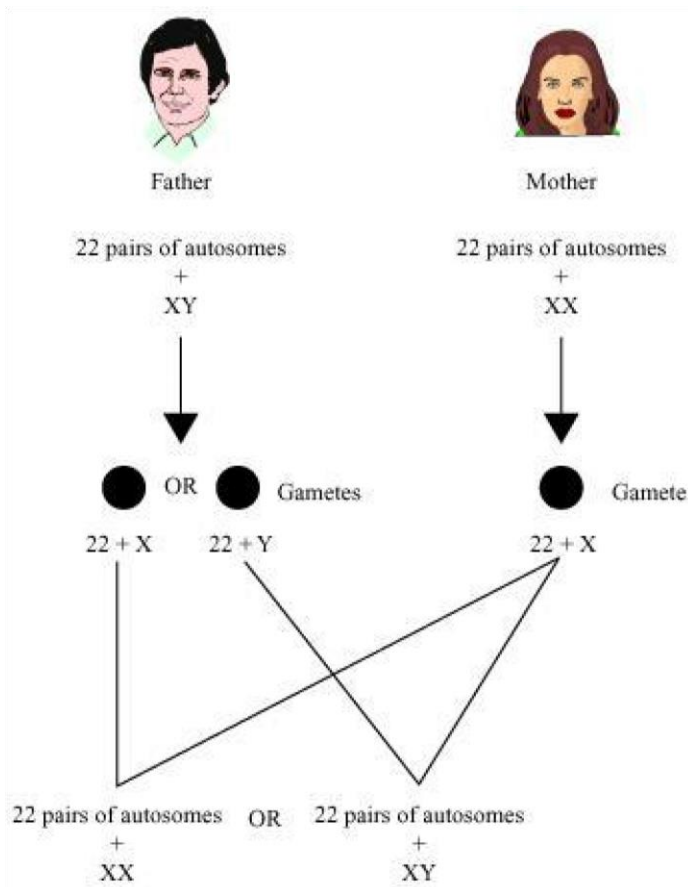 Father Mother
22 pairs of autosomes 22 pairs of autosomes
+ +
XY XX
OR Gametes Gamete
22 + X 22 + Y 22 + X
22 pairs of autosomes OR 22 pairs of autosomes
+ +
XX XY